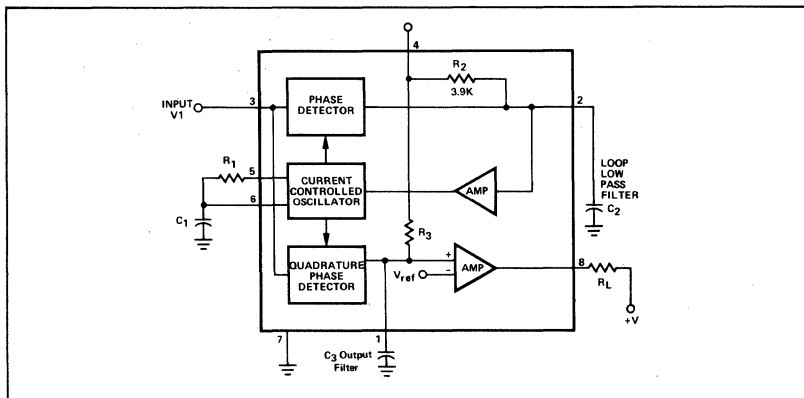 4
R2
3.9K
INPUT
V1
3
PHASE
DETECTOR
2
R1
5
6
C1
CURRENT
CONTROLLED
OSCILLATOR
AMP
LOOP
LOW
PASS
FILTER
C2
R3
QUADRATURE
PHASE
DETECTOR
Vref
+
−
AMP
8
RL
+V
7
1
C3 Output
Filter